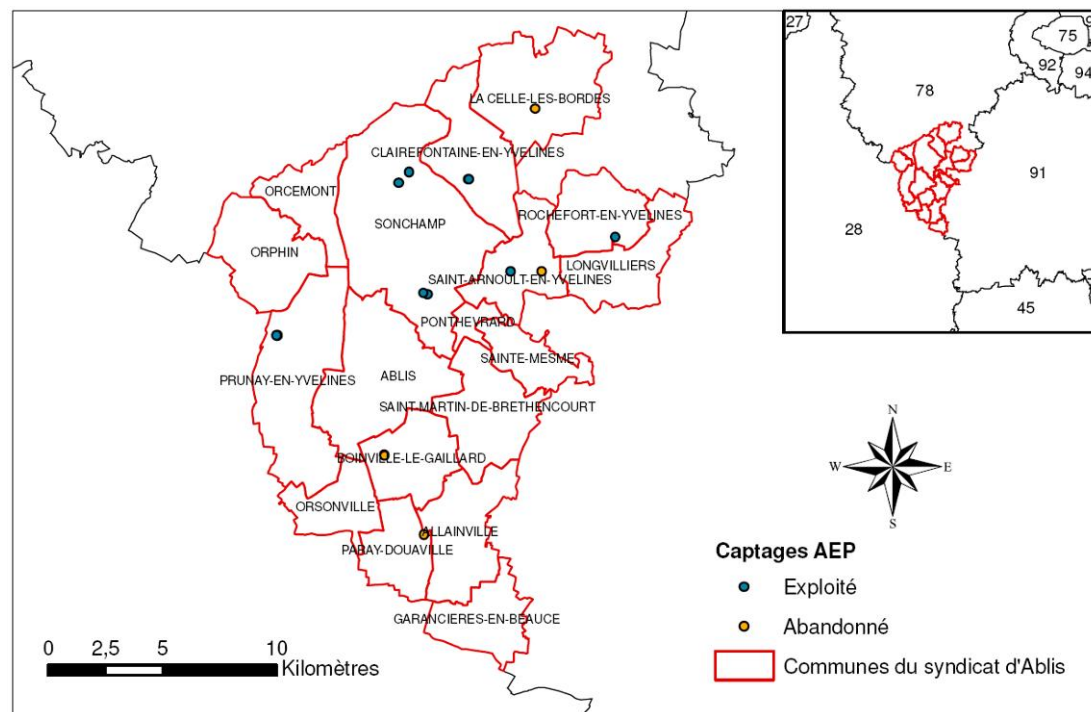 LA CELLE-LES-BORDES
CLAIREFONTAINE-EN-YVELINES
ORCEMONT
ROCHEFORT-EN-YVELINES
SONCHAMP
ORPHIN
LONGVILLIERS
SAINT-ARNOULT-EN-YVELINES
PONTHEVRARD
SAINTE-MESME
PRUNAY-EN-YVELINES
ABLIS
SAINT-MARTIN-DE-BRETHENCOURT
BOINVILLE-LE-GAILLARD
ORSONVILLE
ALLAINVILLE
PARAY-DOUAVILLE
GARANCIERES-EN-BEAUCE
0 2,5 5 10
Kilomètres
27
75
9
92
94
78
91
28
45
N
W E
S
Captages AEP
Exploité
Abandonné
Communes du syndicat d'Ablis